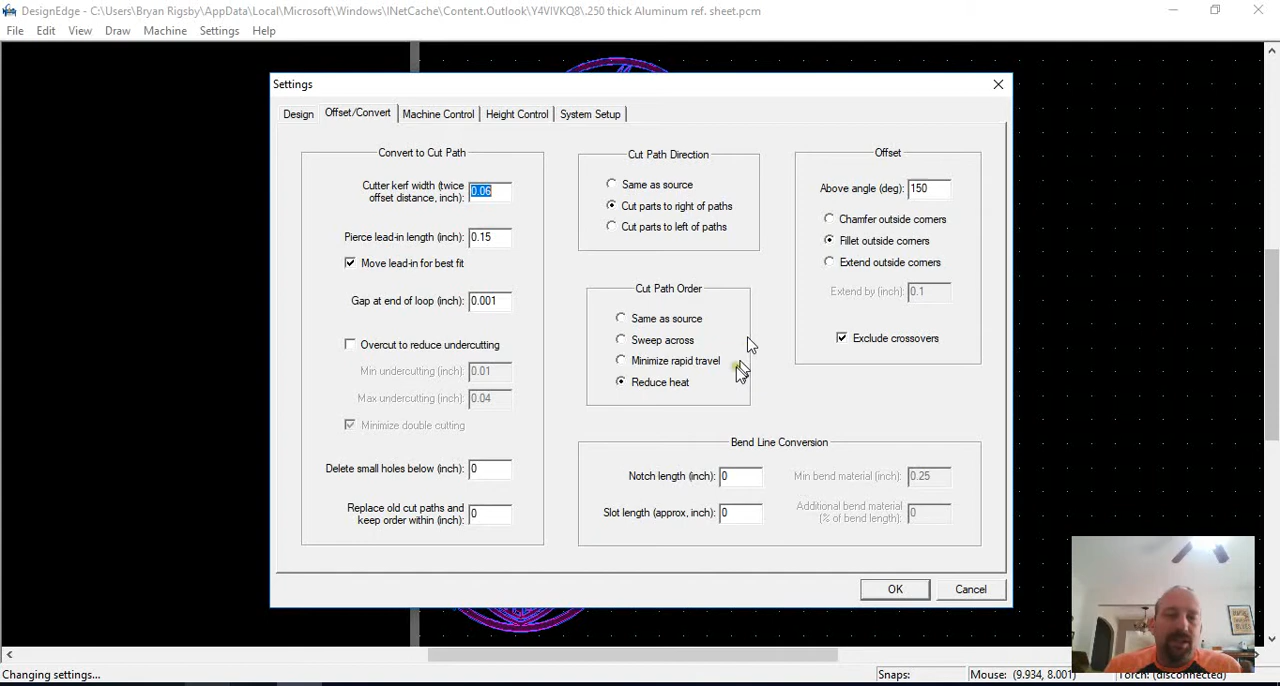 DesignEdge - C:\Users\Bryan Rigsby\AppData\Local\Microsoft\Windows\INetCache\Content.Outlook\Y4VIVKQ8\.250 thick Aluminum ref. sheet.pcm
File Edit View Draw Machine Settings Help
Settings
Design Offset/Convert Machine Control Height Control System Setup
Convert to Cut Path
Cutter kerf width (twice
offset distance, inch): 0.06
Pierce lead-in length (inch): 0.15
Move lead-in for best fit
Gap at end of loop (inch): 0.001
Overcut to reduce undercutting
Min undercutting (inch): 0.01
Max undercutting (inch): 0.04
Minimize double cutting
Delete small holes below (inch): 0
Replace old cut paths and
keep order within (inch): 0
Cut Path Direction
Same as source
Cut parts to right of paths
Cut parts to left of paths
Cut Path Order
Same as source
Sweep across
Minimize rapid travel
Reduce heat
Offset
Above angle (deg): 150
Chamfer outside corners
Fillet outside corners
Extend outside corners
Extend by (inch): 0.1
Exclude crossovers
Bend Line Conversion
Notch length (inch): 0
Min bend material (inch): 0.25
Slot length (approx, inch): 0
Additional bend material
(% of bend length): 0
OK Cancel
Changing settings...
Snaps:
Mouse: (9.934, 8.001)
Torch: (disconnected)